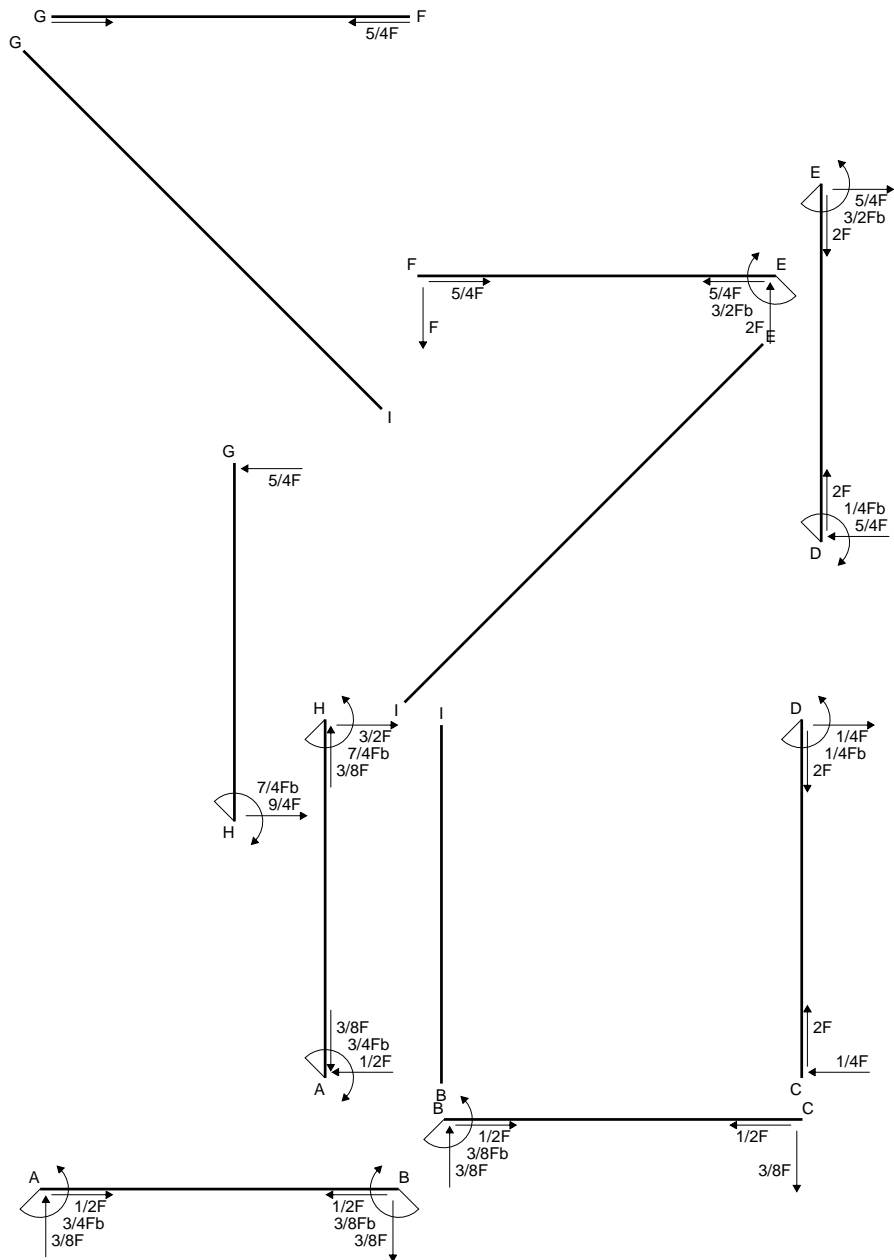 G F
5/4F
G
E
5/4F
3/2Fb
2F
F E
5/4F 5/4F
3/2Fb
F 2F
E
I
G
5/4F
2F
1/4Fb
5/4F
D
H I D
3/2F 1/4F
7/4Fb 1/4Fb
3/8F 2F
7/4Fb
9/4F
H
3/8F 2F
3/4Fb
1/2F 1/4F
A B C
B C
1/2F 1/2F
3/8Fb
3/8F 3/8F
A B
1/2F 1/2F
3/4Fb 3/8Fb
3/8F 3/8F
I